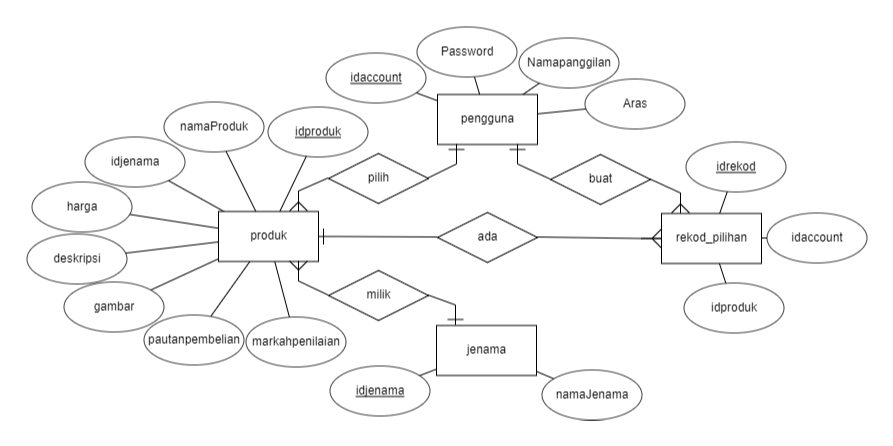 Password
idaccount
Namapanggilan
Aras
pengguna
namaProduk
idproduk
idjenama
pilih
buat
idrekod
harga
produk
ada
rekod_pilihan
idaccount
deskripsi
gambar
milik
idproduk
pautanpembelian
markahpenilaian
jenama
idjenama
namaJenama